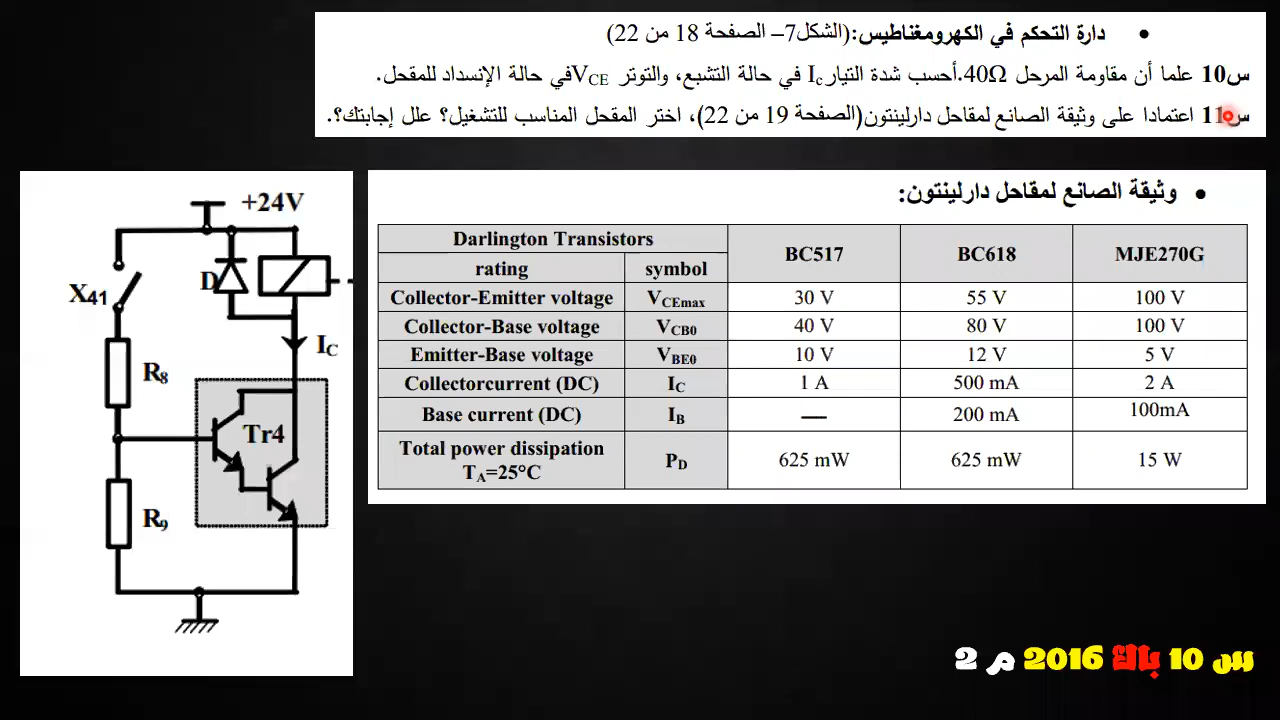 • دارة التحكم في الكهرومغناطيس:(الشكل7– الصفحة 18 من 22)
س10 علما أن مقاومة المرحل 40Ω.أحسب شدة التيار Ic في حالة التشبع، والتوتر VCE في حالة الإنسداد للمقحل.
س11 اعتمادا على وثيقة الصانع لمقاحل دارلينتون(الصفحة 19 من 22)، اختر المقحل المناسب للتشغيل؟ علل إجابتك؟.
+24V
D
X41
IC
R8
Tr4
R9
• وثيقة الصانع لمقاحل دارلينتون:
Darlington Transistors BC517 BC618 MJE270G
rating symbol
Collector-Emitter voltage VCEmax 30 V 55 V 100 V
Collector-Base voltage VCB0 40 V 80 V 100 V
Emitter-Base voltage VBE0 10 V 12 V 5 V
Collectorcurrent (DC) IC 1 A 500 mA 2 A
Base current (DC) IB — 200 mA 100mA
Total power dissipation
TA=25°C PD 625 mW 625 mW 15 W
س 10 باك 2016 م 2